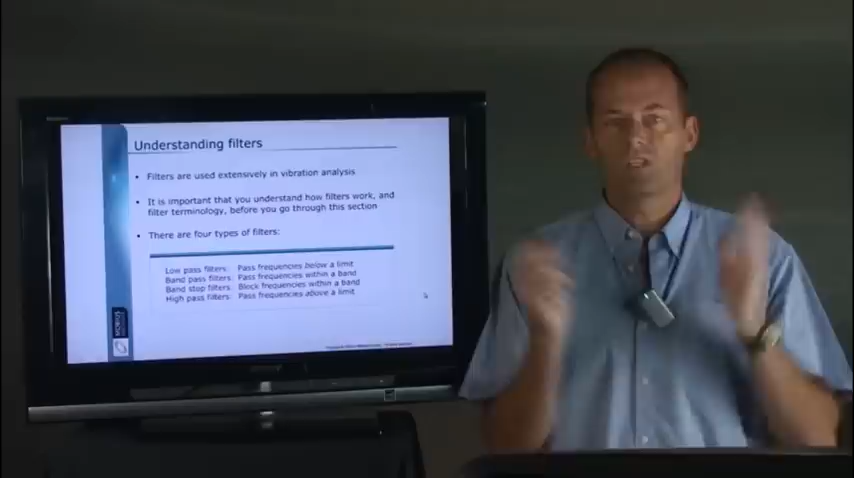 Understanding filters
• Filters are used extensively in vibration analysis
• It is important that you understand how filters work, and
filter terminology, before you go through this section
• There are four types of filters:
Low pass filters: Pass frequencies below a limit
Band pass filters: Pass frequencies within a band
Band stop filters: Block frequencies within a band
High pass filters: Pass frequencies above a limit